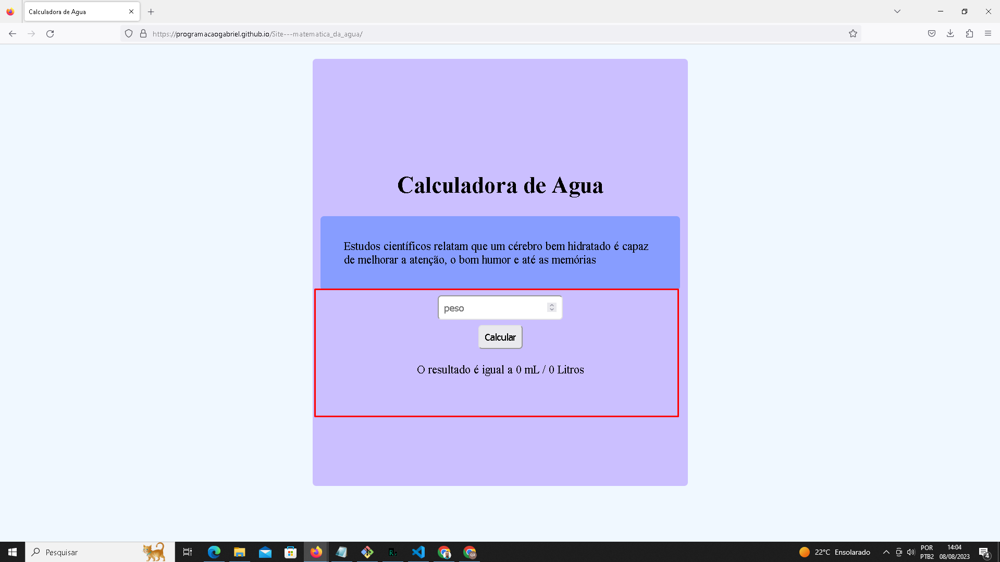 Calculadora de Agua
https://programacaogabriel.github.io/Site---matematica_da_agua/
Calculadora de Agua
Estudos científicos relatam que um cérebro bem hidratado é capaz
de melhorar a atenção, o bom humor e até as memórias
peso
Calcular
O resultado é igual a 0 mL / 0 Litros
Pesquisar
22°C Ensolarado
POR
PTB2
14:04
08/08/2023
4